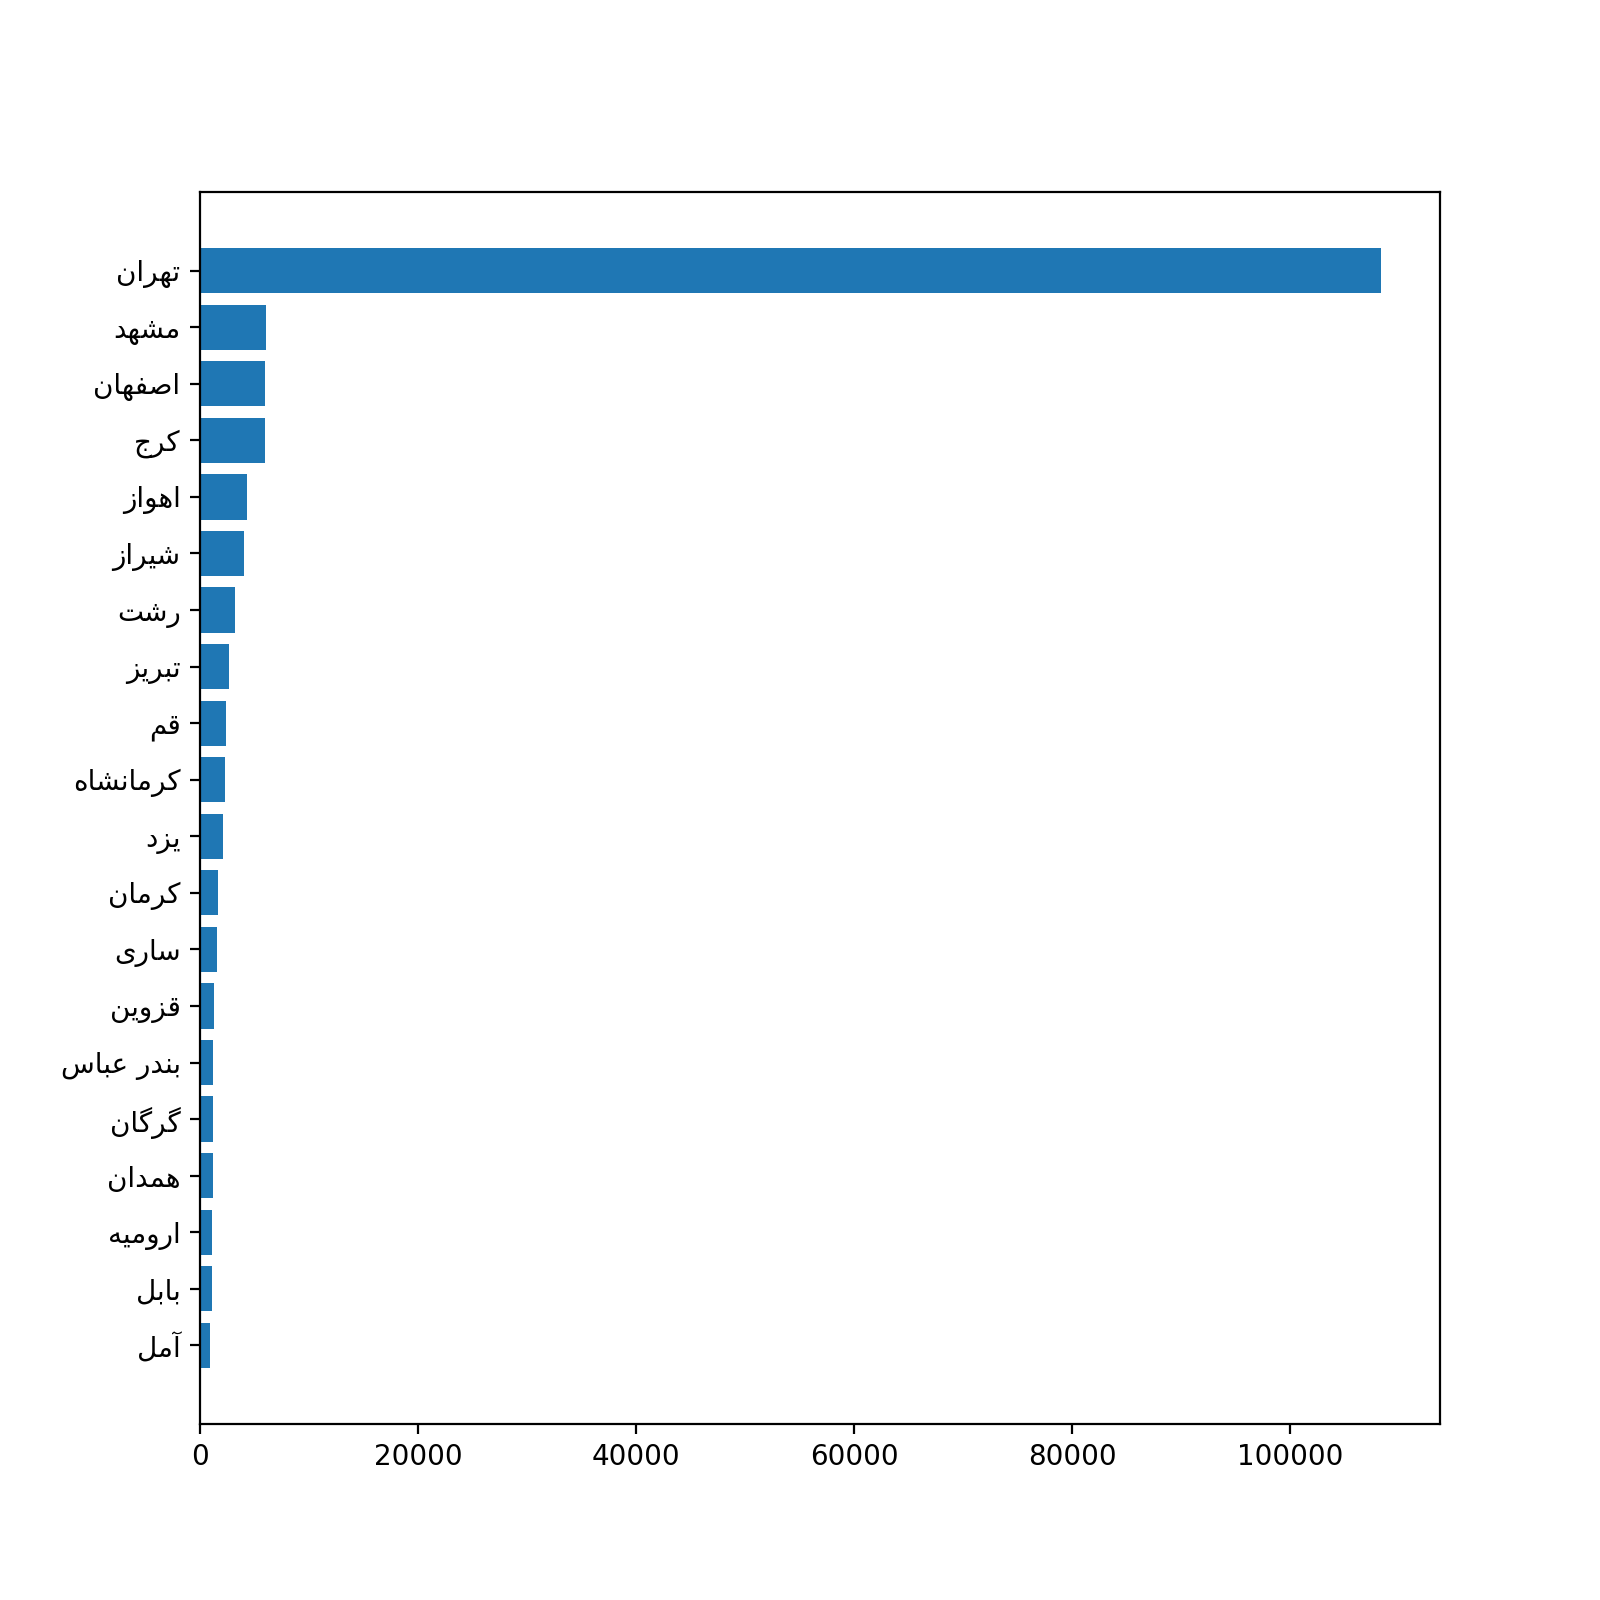 تهران
مشهد
اصفهان
کرج
اهواز
شیراز
رشت
تبریز
قم
کرمانشاه
یزد
کرمان
ساری
قزوین
بندر عباس
گرگان
همدان
ارومیه
بابل
آمل
0 20000 40000 60000 80000 100000